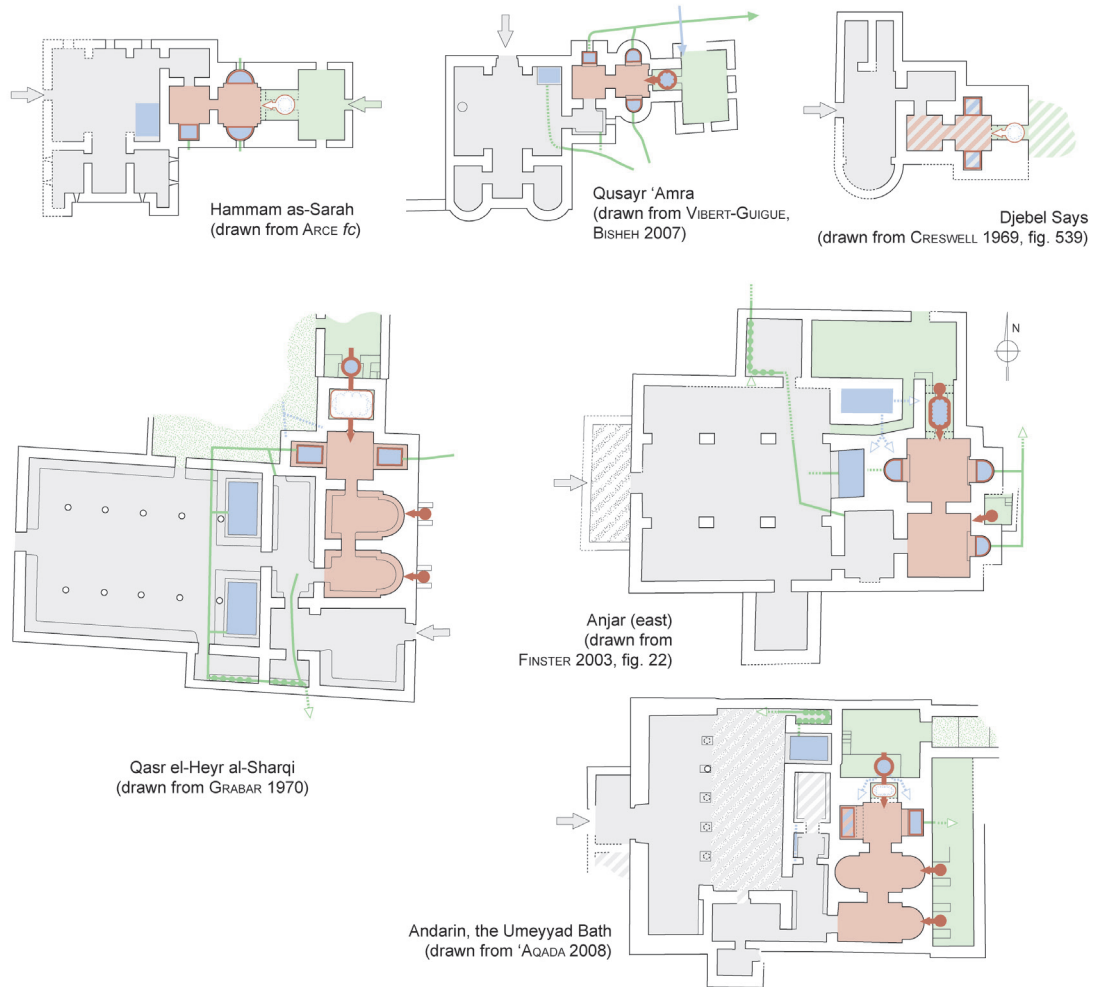 Hammam as-Sarah
(drawn from ARCE fc)
Qusayr ‘Amra
(drawn from VIBERT-GUIGUE,
BISHEH 2007)
Djebel Says
(drawn from CRESWELL 1969, fig. 539)
N
Anjar (east)
(drawn from
FINSTER 2003, fig. 22)
Qasr el-Heyr al-Sharqi
(drawn from GRABAR 1970)
Andarin, the Umeyyad Bath
(drawn from ‘AQADA 2008)